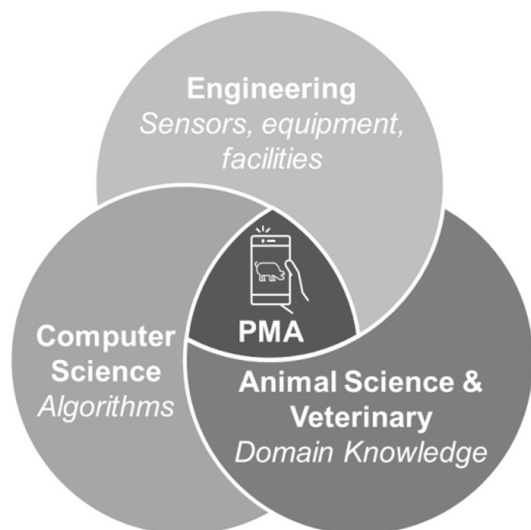 Engineering
Sensors, equipment,
facilities
PMA
Computer
Science
Algorithms
Animal Science &
Veterinary
Domain Knowledge